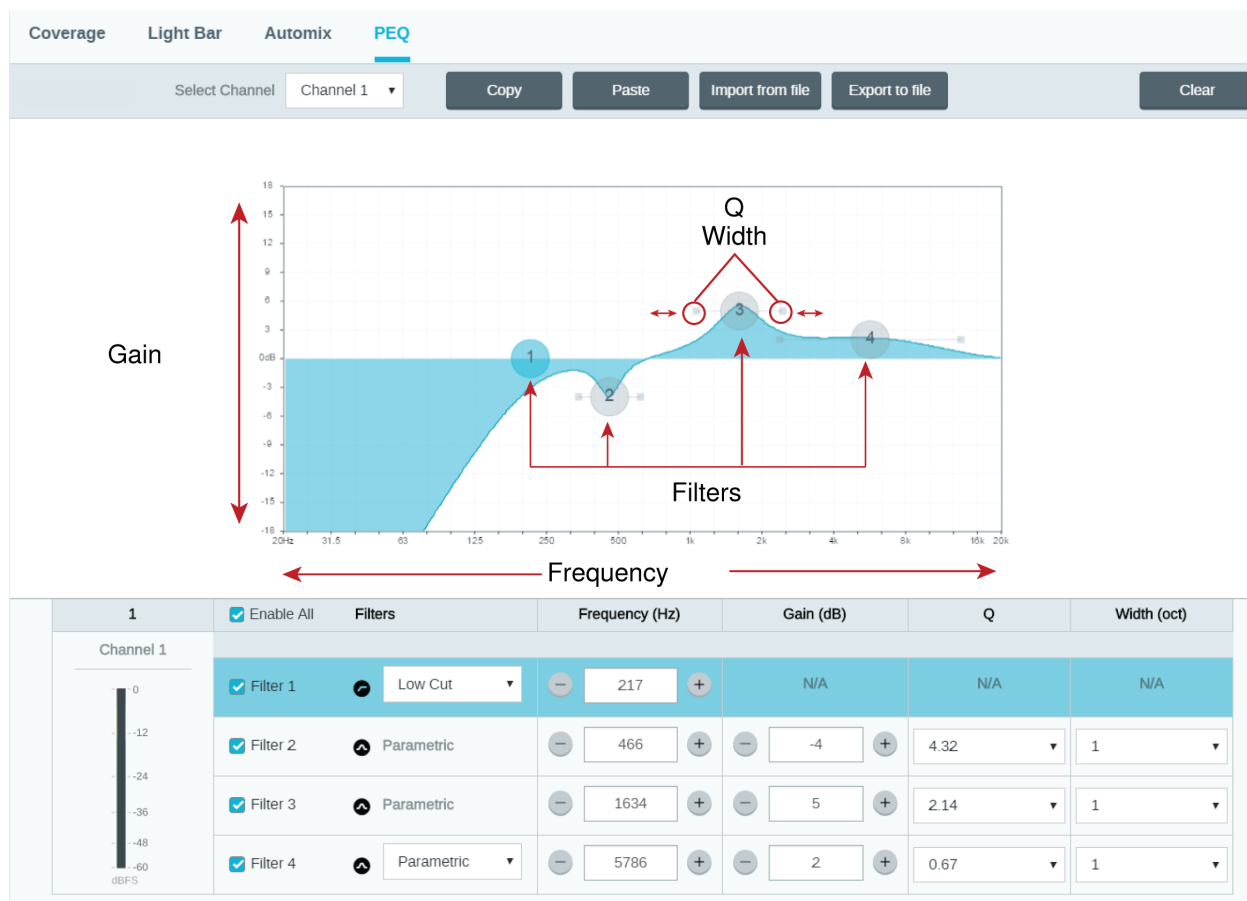 Coverage Light Bar Automix PEQ
Select Channel Channel 1 Copy Paste Import from file Export to file Clear
18
15
12
9
6
3
0dB
-3
-6
-9
-12
-15
-18
Gain
Q
Width
1
2
3
4
Filters
20Hz 31.5 63 125 250 500 1k 2k 4k 8k 16k 20k
Frequency
1 Enable All Filters Frequency (Hz) Gain (dB) Q Width (oct)
Channel 1
0
-12
-24
-36
-48
-60
dBFS
Filter 1 Low Cut 217 N/A N/A N/A
Filter 2 Parametric 466 -4 4.32 1
Filter 3 Parametric 1634 5 2.14 1
Filter 4 Parametric 5786 2 0.67 1